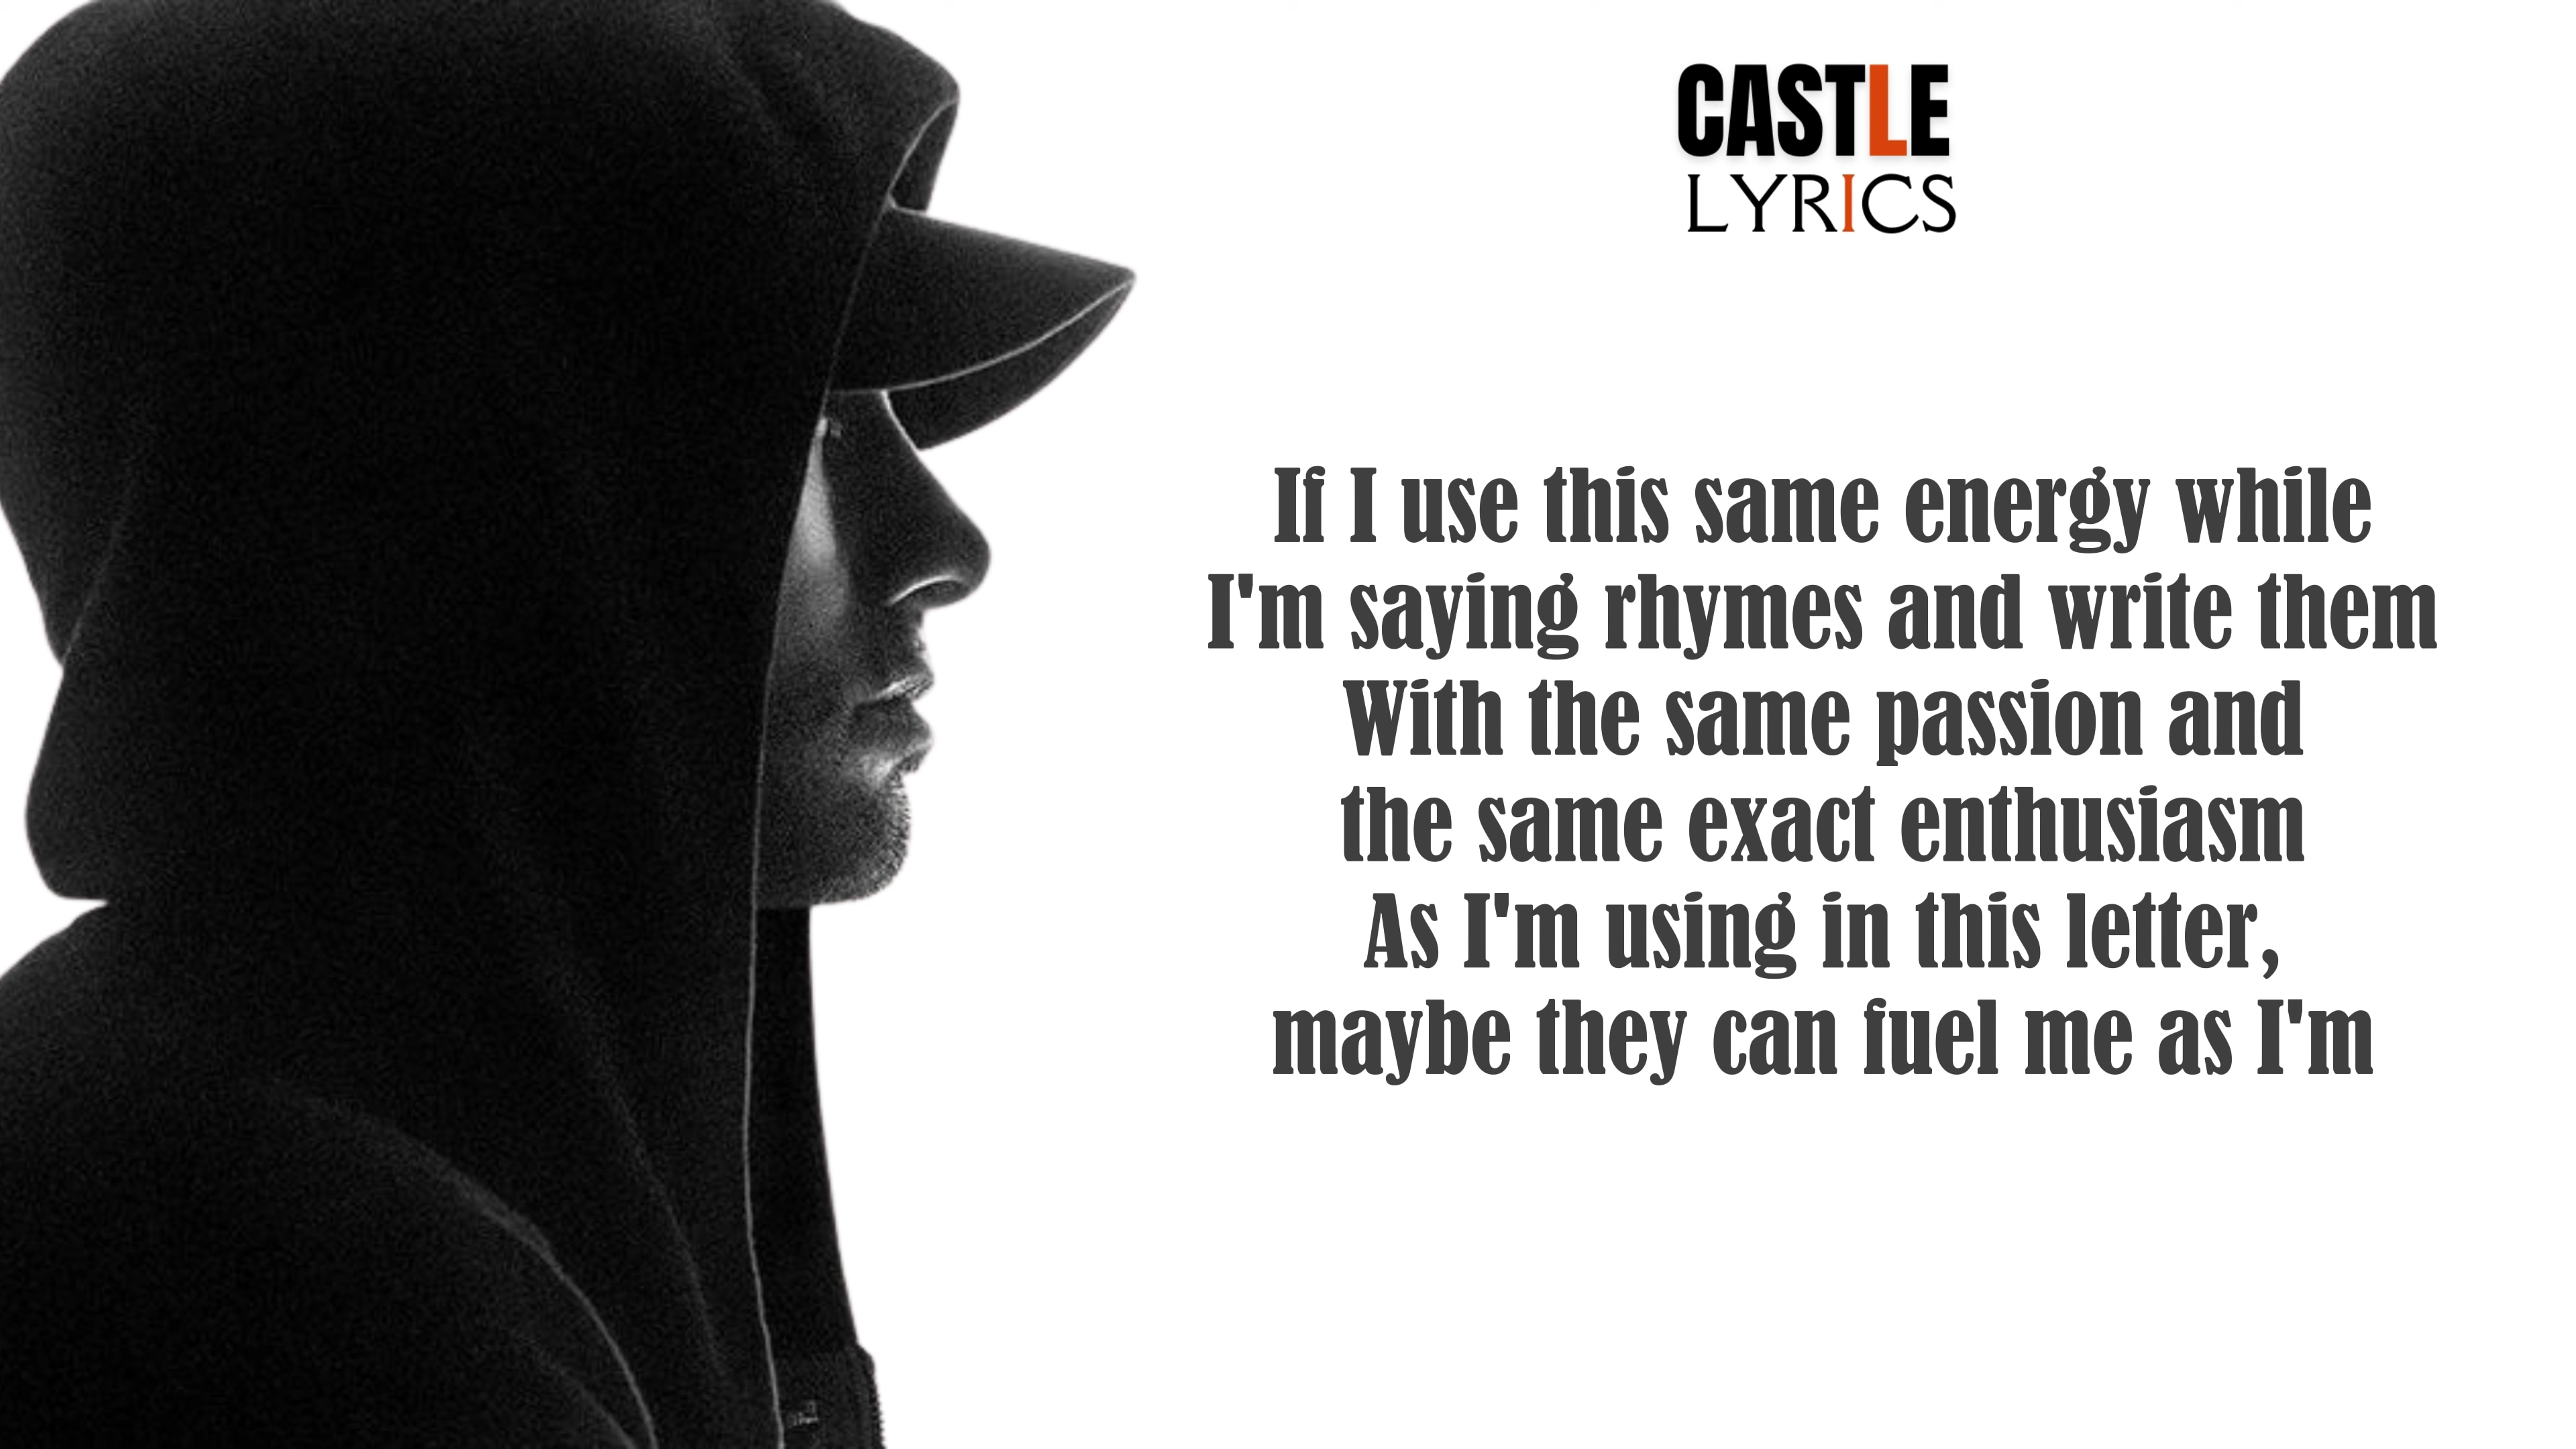 CASTLE
LYRICS
If I use this same energy while
I'm saying rhymes and write them
With the same passion and
the same exact enthusiasm
As I'm using in this letter,
maybe they can fuel me as I'm